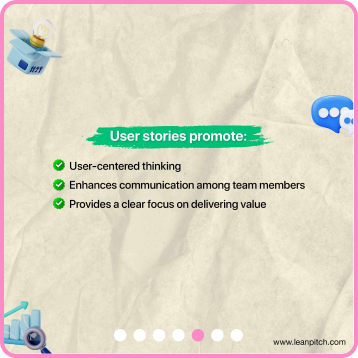 User stories promote:
User-centered thinking
Enhances communication among team members
Provides a clear focus on delivering value
www.leanpitch.com